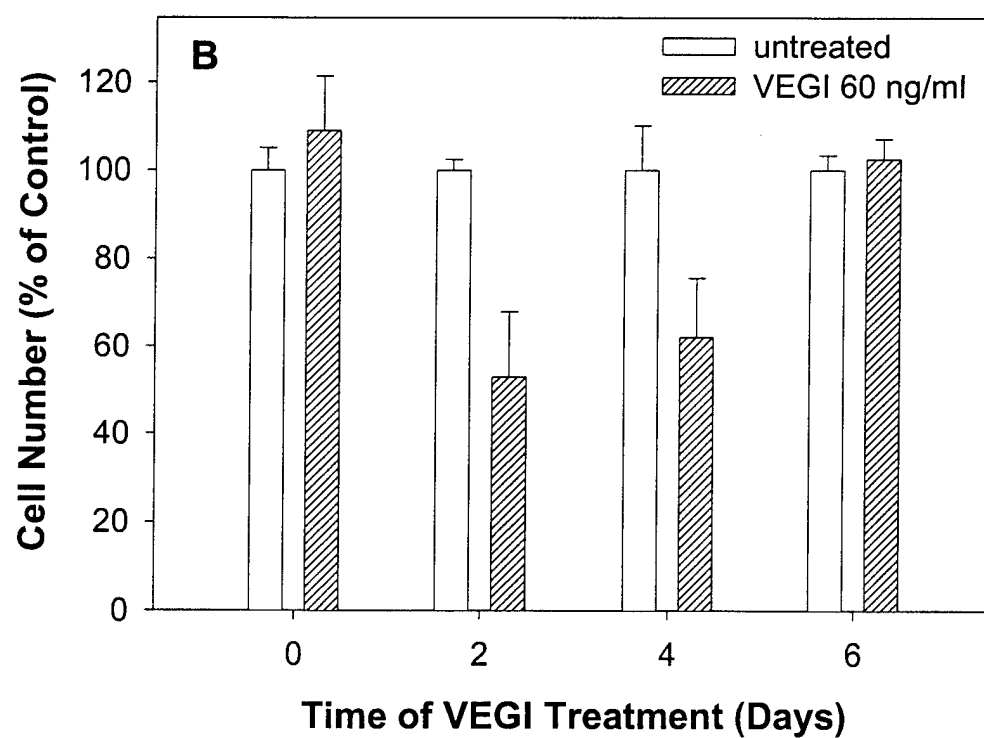 B
untreated
VEGI 60 ng/ml
Cell Number (% of Control)
120
100
80
60
40
20
0
0 2 4 6
Time of VEGI Treatment (Days)